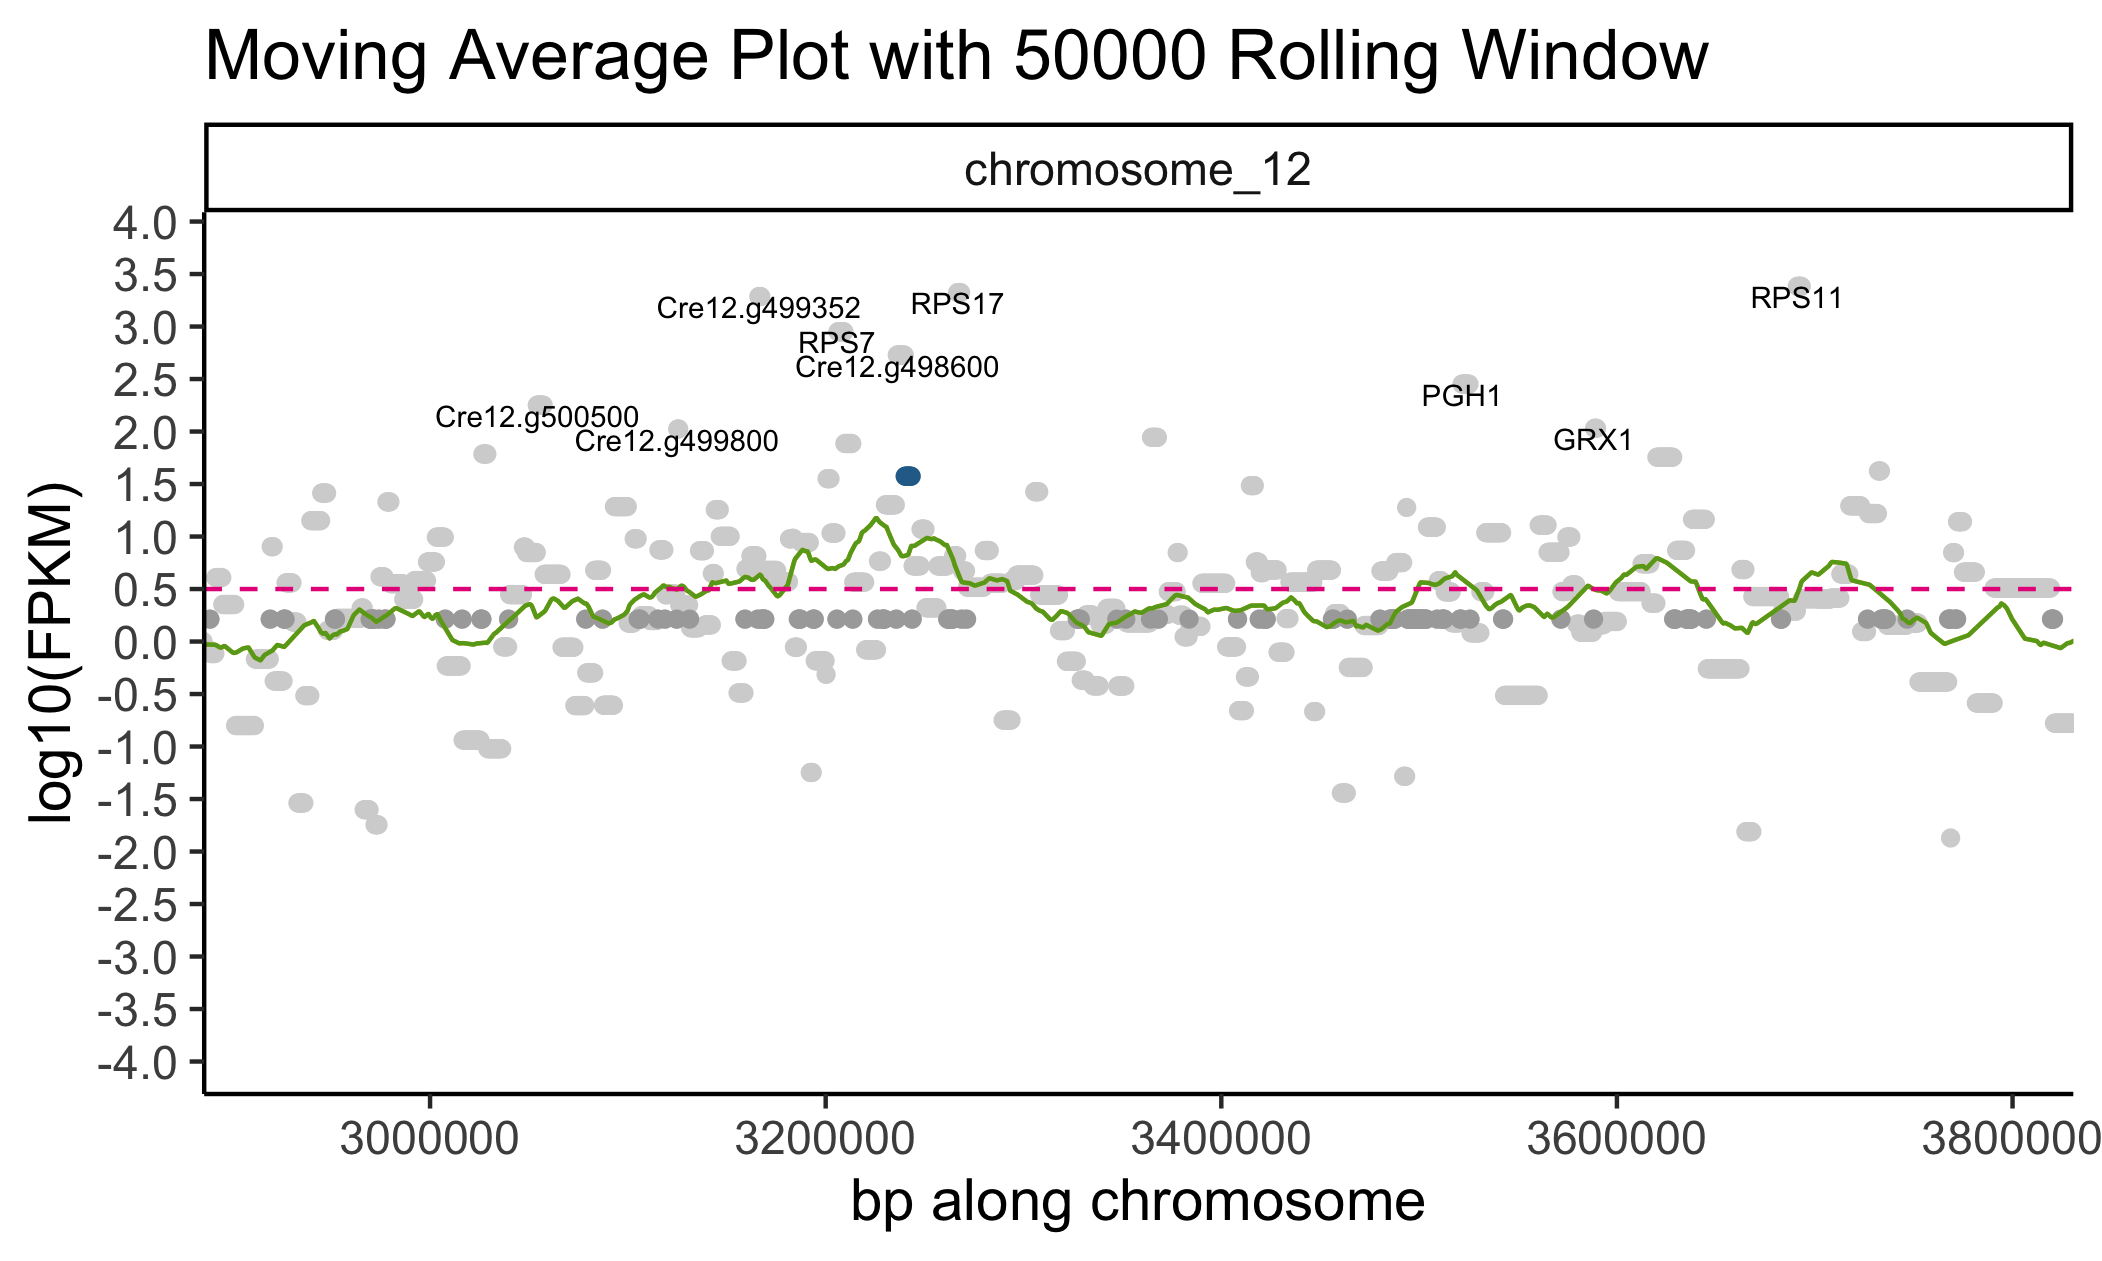 Moving Average Plot with 50000 Rolling Window
chromosome_12
4.0
3.5
3.0
2.5
2.0
1.5
1.0
0.5
0.0
-0.5
-1.0
-1.5
-2.0
-2.5
-3.0
-3.5
-4.0
log10(FPKM)
Cre12.g499352
RPS17
RPS11
RPS7
Cre12.g498600
PGH1
Cre12.g500500
Cre12.g499800
GRX1
3000000
3200000
3400000
3600000
3800000
bp along chromosome